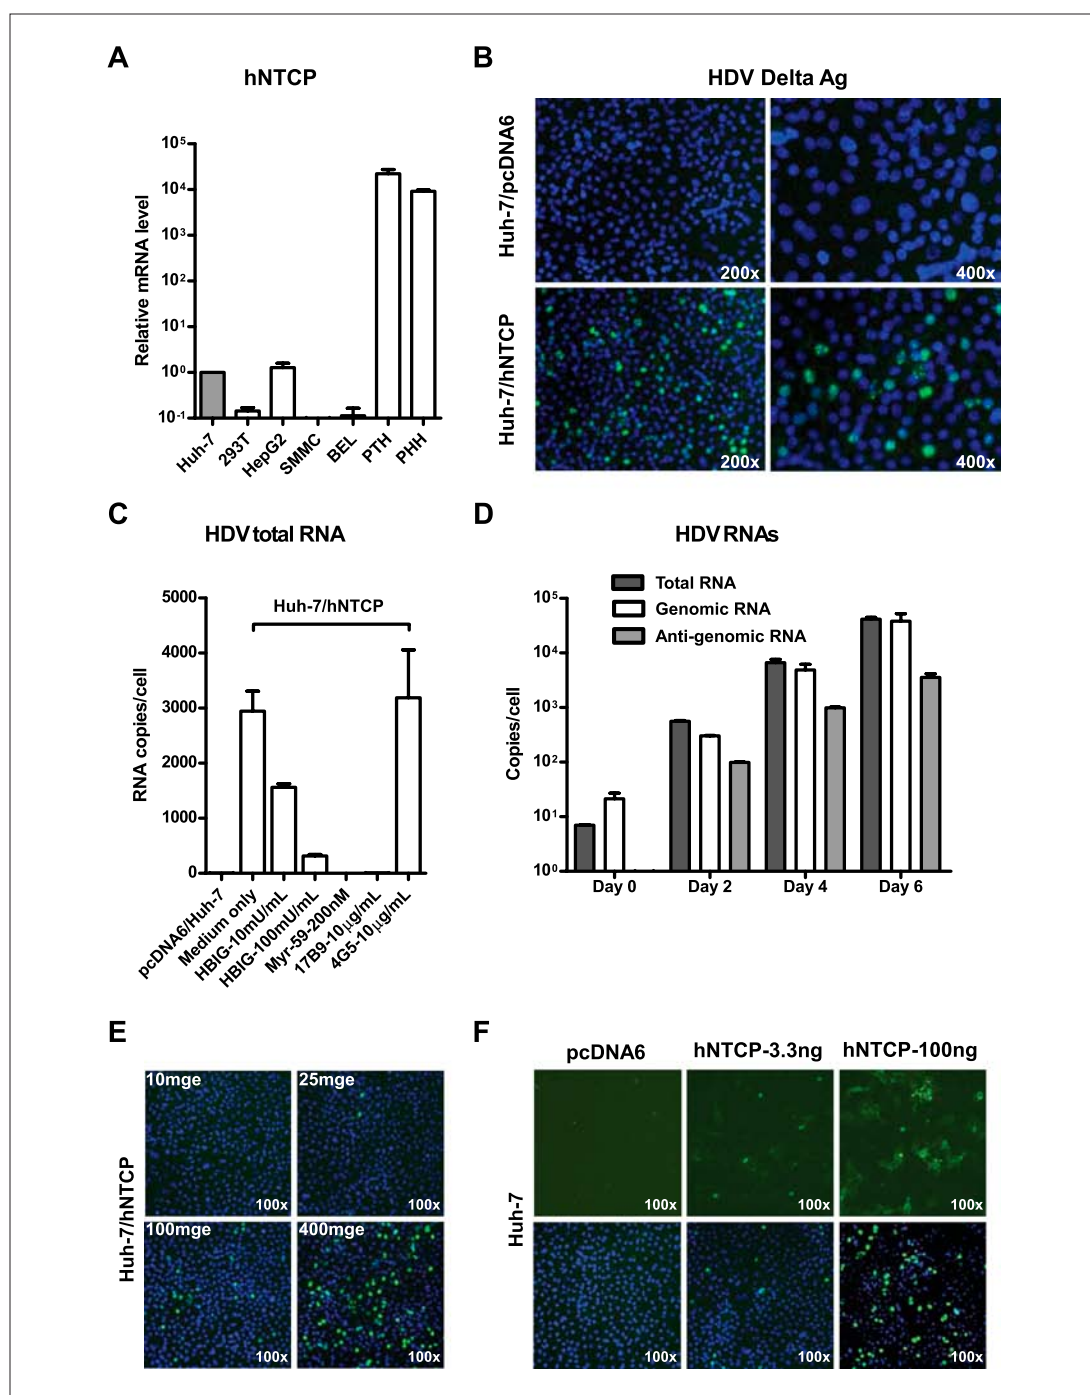 A
hNTCP
Relative mRNA level
10⁵
10⁴
10³
10²
10¹
10⁰
10⁻¹
Huh-7
293T
HepG2
SMMC
BEL
PTH
PHH
B
HDV Delta Ag
Huh-7/pcDNA6
200x
400x
Huh-7/hNTCP
200x
400x
C
HDV total RNA
Huh-7/hNTCP
RNA copies/cell
5000
4000
3000
2000
1000
0
pcDNA6/Huh-7
Medium only
HBIG-10mU/mL
HBIG-100mU/mL
Myr-59-200nM
17B9-10µg/mL
4G5-10µg/mL
D
HDV RNAs
Total RNA
Genomic RNA
Anti-genomic RNA
Copies/cell
10⁵
10⁴
10³
10²
10¹
10⁰
Day 0
Day 2
Day 4
Day 6
E
Huh-7/hNTCP
10mge
100x
25mge
100x
100mge
100x
400mge
100x
F
pcDNA6
hNTCP-3.3ng
hNTCP-100ng
Huh-7
100x
100x
100x
100x
100x
100x